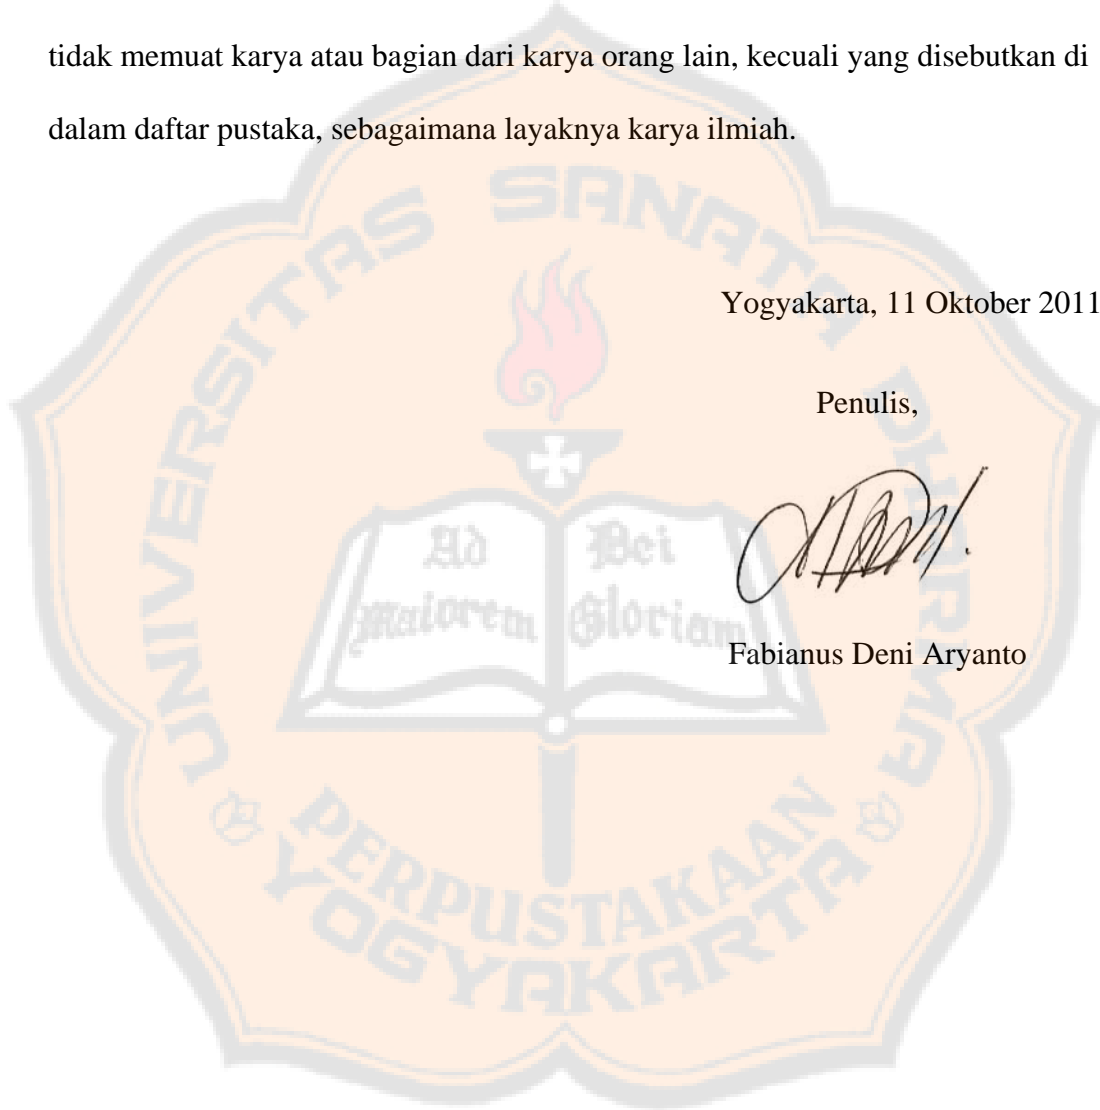 tidak memuat karya atau bagian dari karya orang lain, kecuali yang disebutkan di
dalam daftar pustaka, sebagaimana layaknya karya ilmiah.
UNIVERSITAS SANATA DHARMA
Yogyakarta, 11 Oktober 2011
Penulis,
Ad Dei
maiorem Gloriam
Fabianus Deni Aryanto
PERPUSTAKAAN
YOGYAKARTA